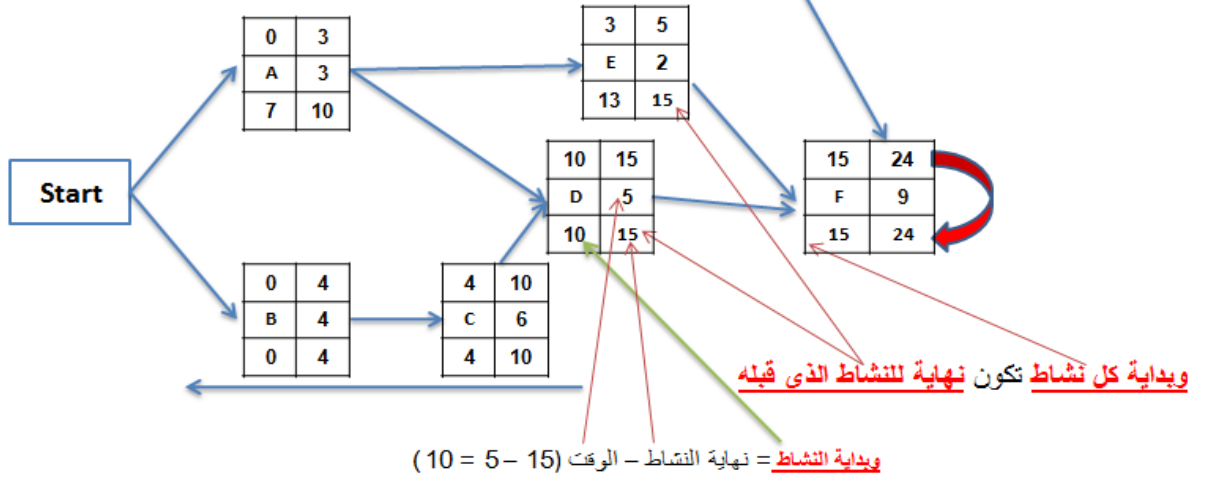 0 3
A 3
7 10
3 5
E 2
13 15
Start
10 15
D 5
10 15
15 24
F 9
15 24
0 4
B 4
0 4
4 10
C 6
4 10
وبداية كل نشاط تكون نهاية للنشاط الذى قبله
وبداية النشاط = نهاية النشاط – الوقت (15 – 5 = 10 )